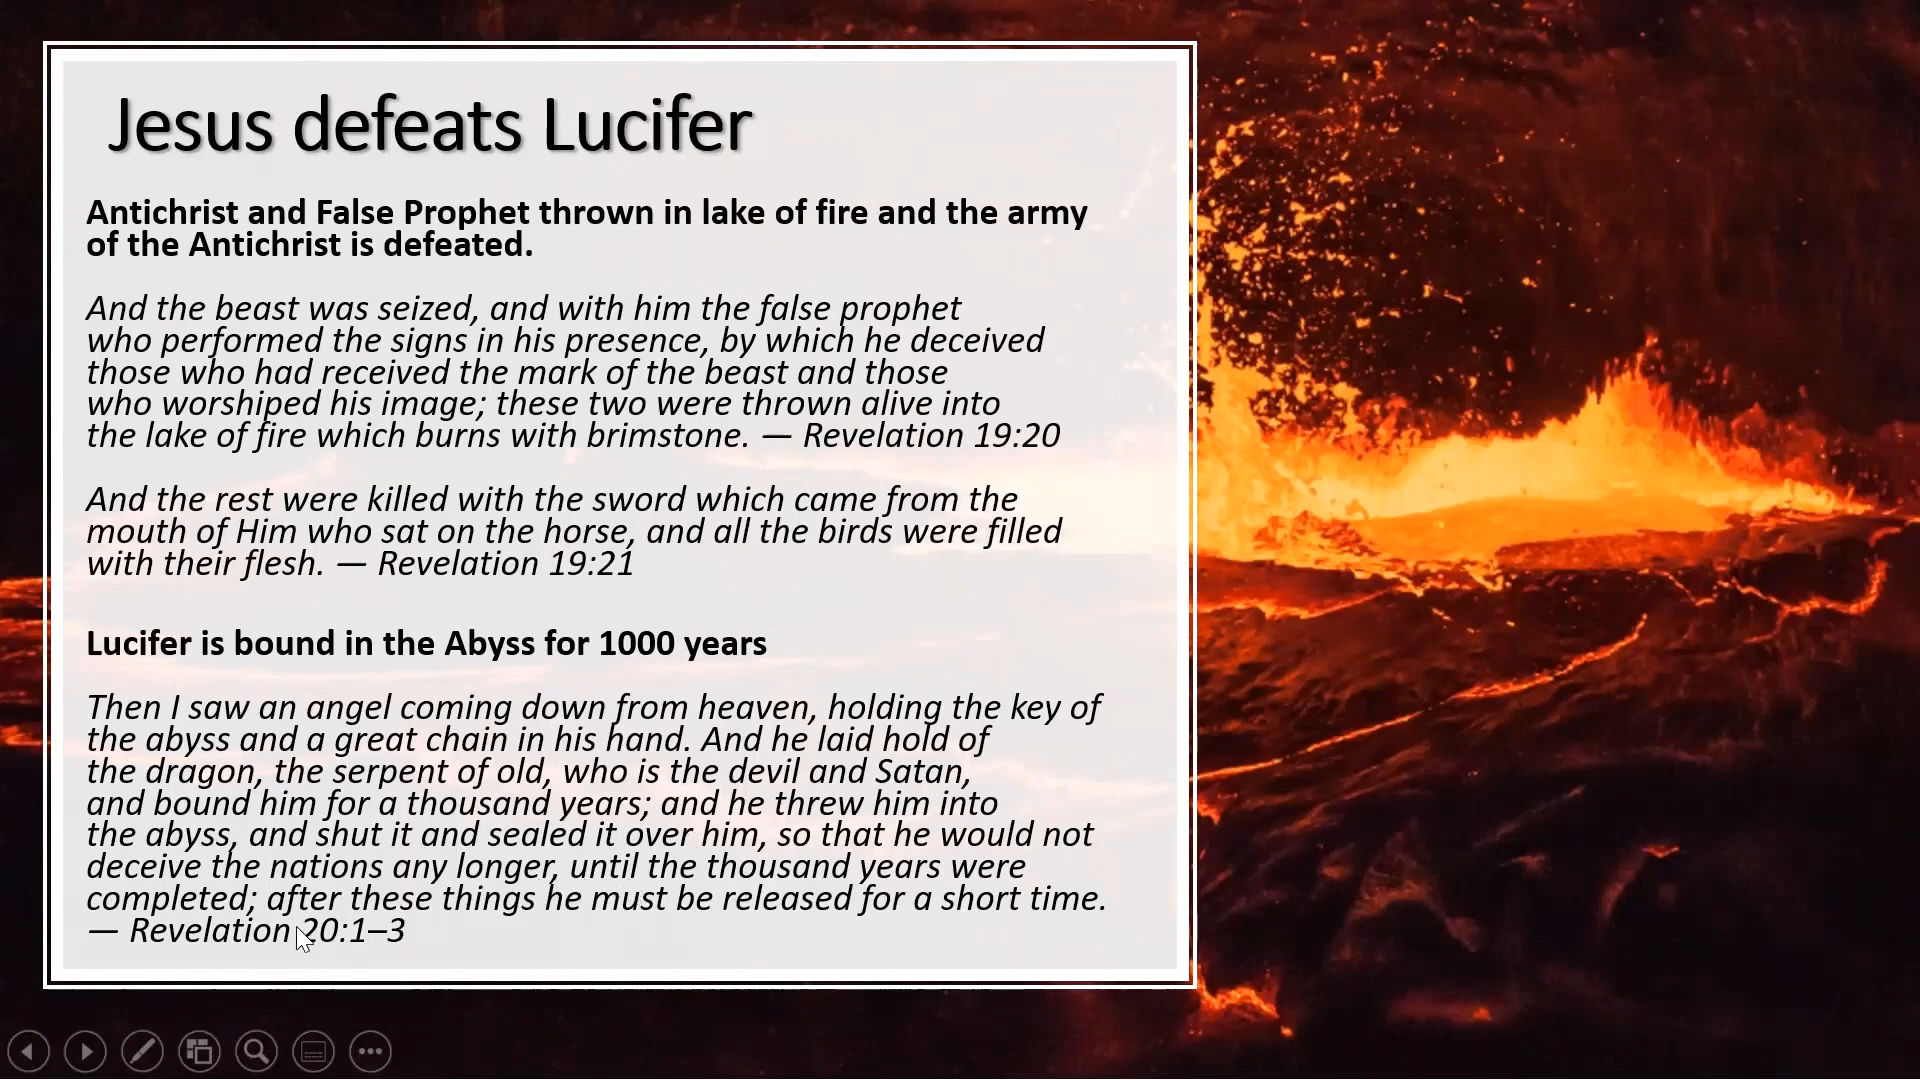 Jesus defeats Lucifer
Antichrist and False Prophet thrown in lake of fire and the army
of the Antichrist is defeated.
And the beast was seized, and with him the false prophet
who performed the signs in his presence, by which he deceived
those who had received the mark of the beast and those
who worshiped his image; these two were thrown alive into
the lake of fire which burns with brimstone. — Revelation 19:20
And the rest were killed with the sword which came from the
mouth of Him who sat on the horse, and all the birds were filled
with their flesh. — Revelation 19:21
Lucifer is bound in the Abyss for 1000 years
Then I saw an angel coming down from heaven, holding the key of
the abyss and a great chain in his hand. And he laid hold of
the dragon, the serpent of old, who is the devil and Satan,
and bound him for a thousand years; and he threw him into
the abyss, and shut it and sealed it over him, so that he would not
deceive the nations any longer, until the thousand years were
completed; after these things he must be released for a short time.
— Revelation 20:1–3